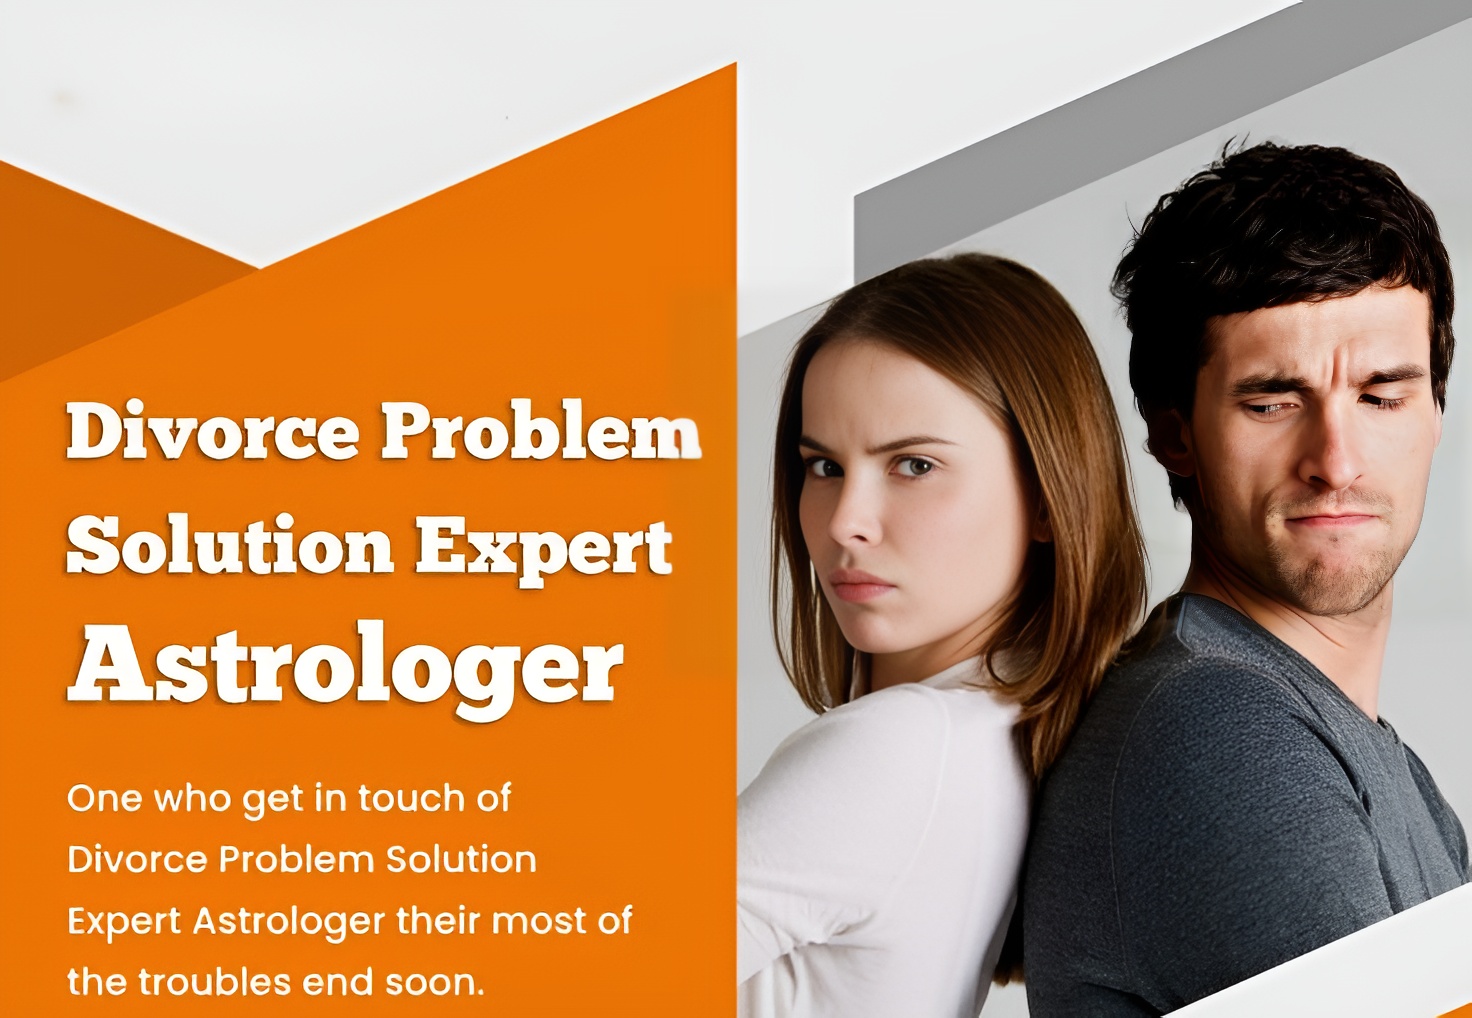 Divorce Problem
Solution Expert
Astrologer
One who get in touch of
Divorce Problem Solution
Expert Astrologer their most of
the troubles end soon.